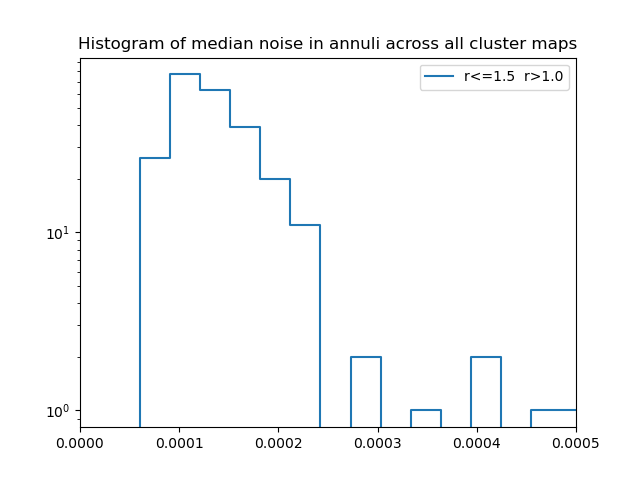 Histogram of median noise in annuli across all cluster maps
r<=1.5  r>1.0
10¹
10⁰
0.0000 0.0001 0.0002 0.0003 0.0004 0.0005